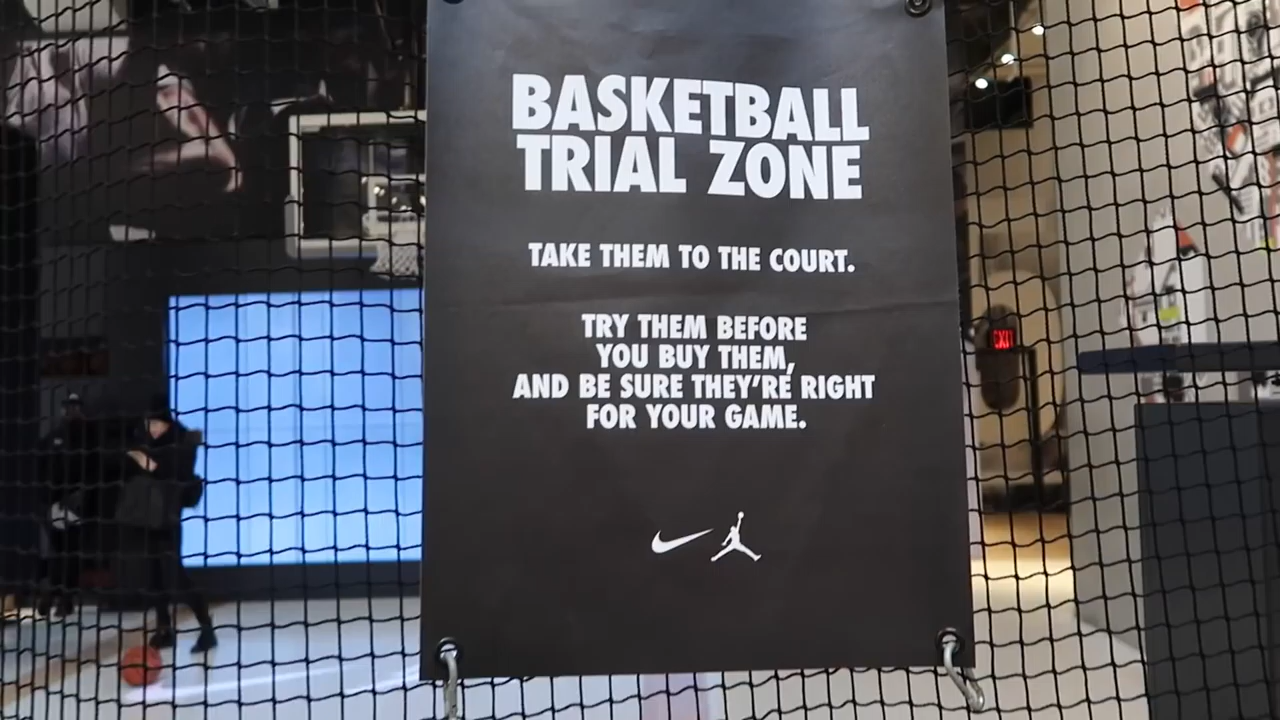 BASKETBALL
TRIAL ZONE
TAKE THEM TO THE COURT.
TRY THEM BEFORE
YOU BUY THEM,
AND BE SURE THEY'RE RIGHT
FOR YOUR GAME.
EXIT